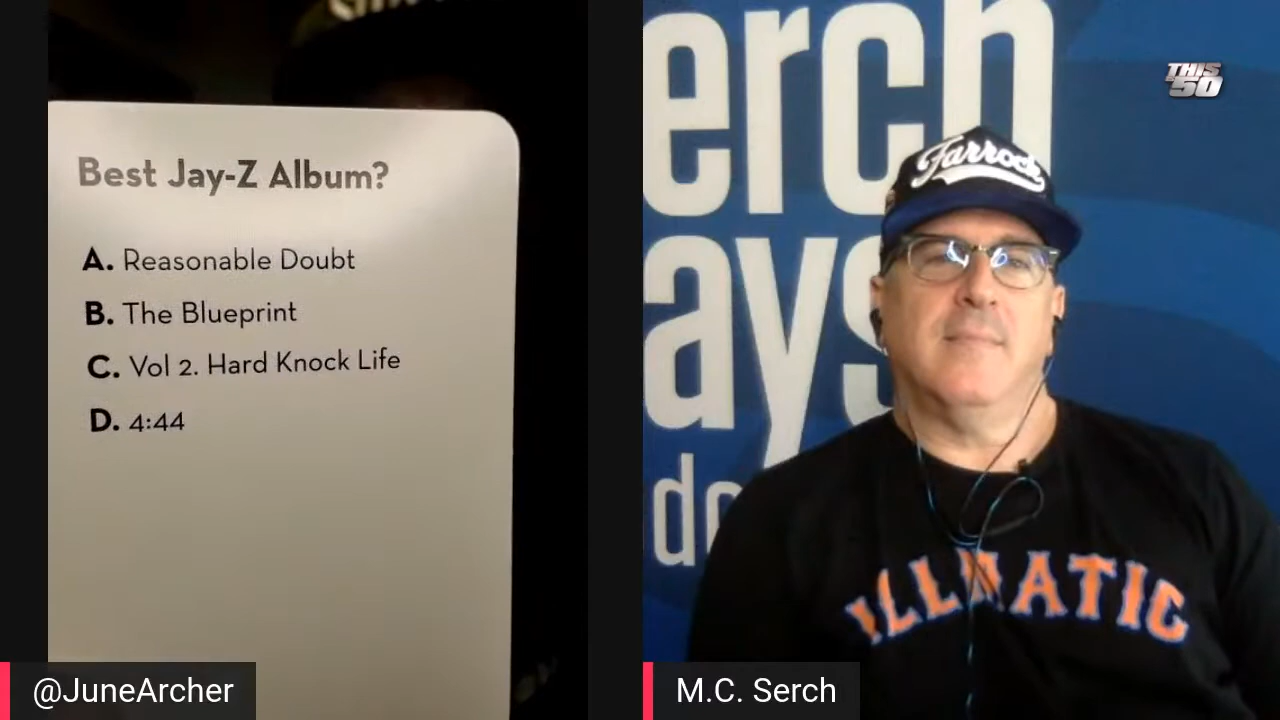 Best Jay-Z Album?
A. Reasonable Doubt
B. The Blueprint
C. Vol 2. Hard Knock Life
D. 4:44
@JuneArcher
erch
ays
do
THIS
50
Farrock
ILLMATIC
M.C. Serch